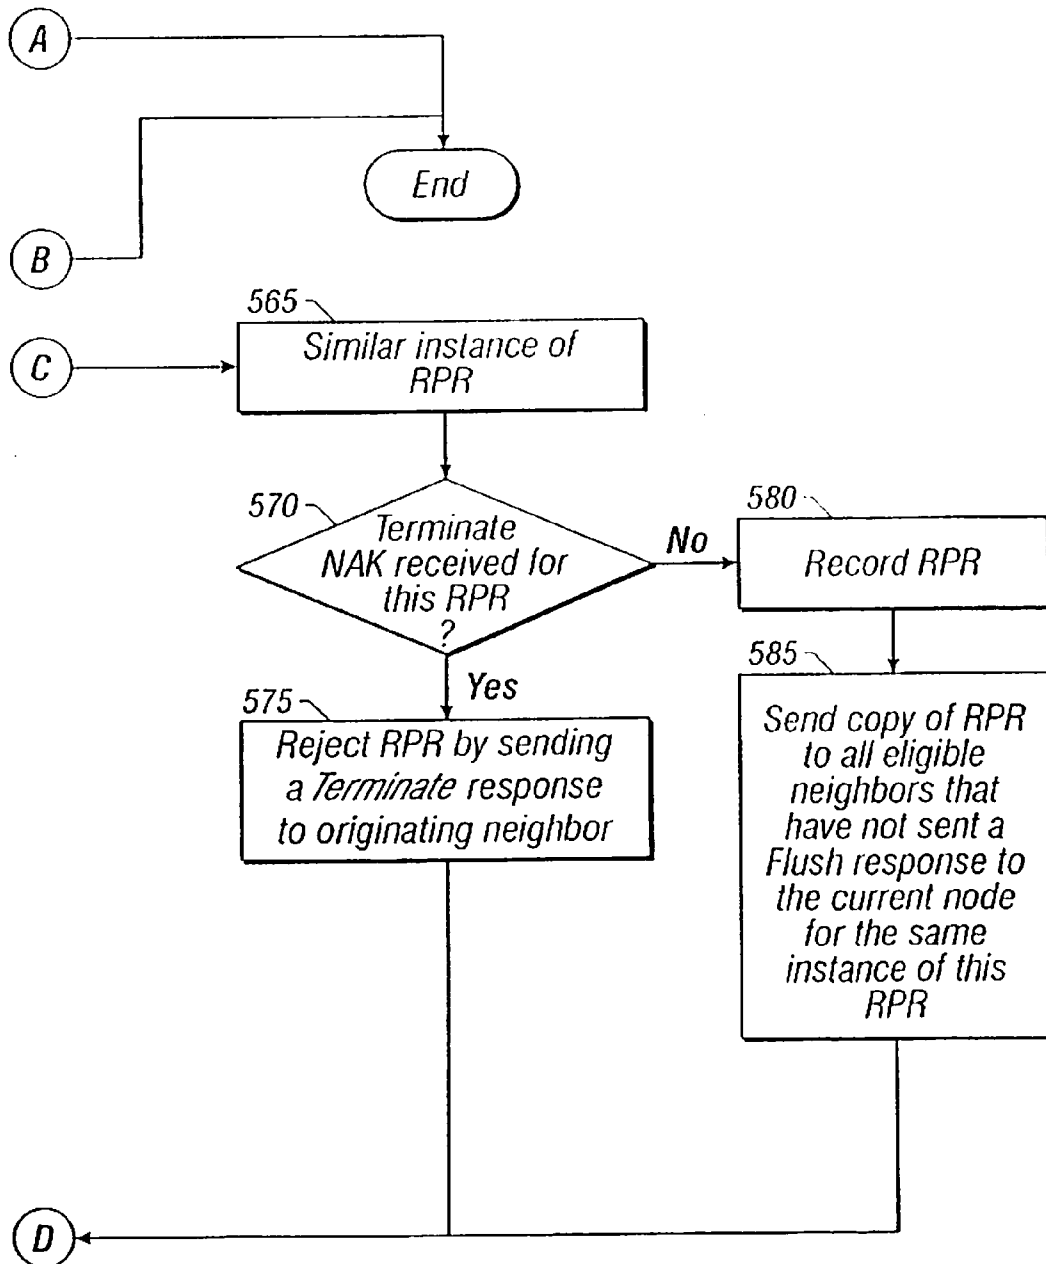 A
End
B
565
C
Similar instance of
RPR
570
Terminate
NAK received for
this RPR
?
No
580
Record RPR
Yes
575
Reject RPR by sending
a Terminate response
to originating neighbor
585
Send copy of RPR
to all eligible
neighbors that
have not sent a
Flush response to
the current node
for the same
instance of this
RPR
D